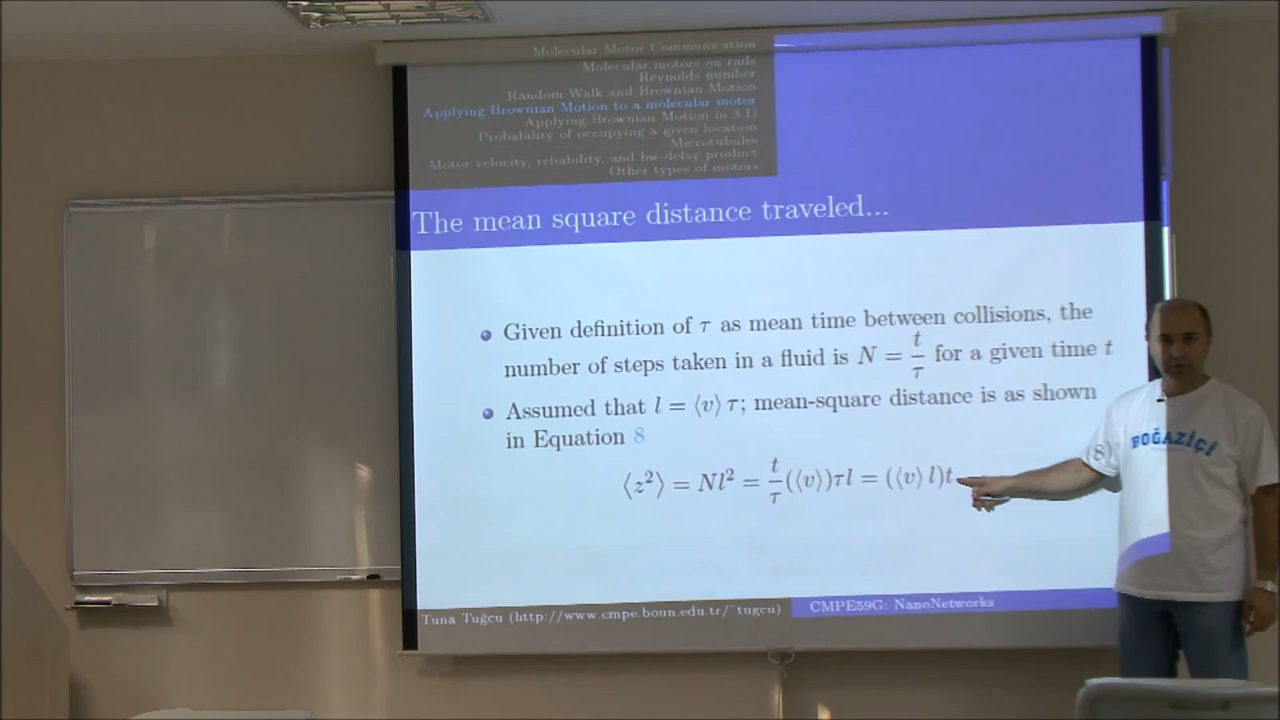 Molecular Motor Communication
Molecular motors on rails
Reynolds number
Random Walk and Brownian Motion
Applying Brownian Motion to a molecular motor
Applying Brownian Motion in 3-D
Probability of occupying a given location
Microtubules
Motor velocity, reliability, and bw-delay product
Other types of motors
The mean square distance traveled...
Given definition of τ as mean time between collisions, the
number of steps taken in a fluid is N = t/τ for a given time t
Assumed that l = ⟨v⟩ τ; mean-square distance is as shown
in Equation 8
⟨z²⟩ = Nl² = t/τ(⟨v⟩)τl = (⟨v⟩ l)t
(8)
BOĞAZİÇİ
Tuna Tuğcu (http://www.cmpe.boun.edu.tr/~tugcu)
CMPE59G: NanoNetworks